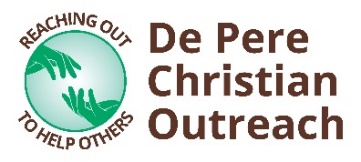 REACHING OUT
TO HELP OTHERS
De Pere
Christian
Outreach